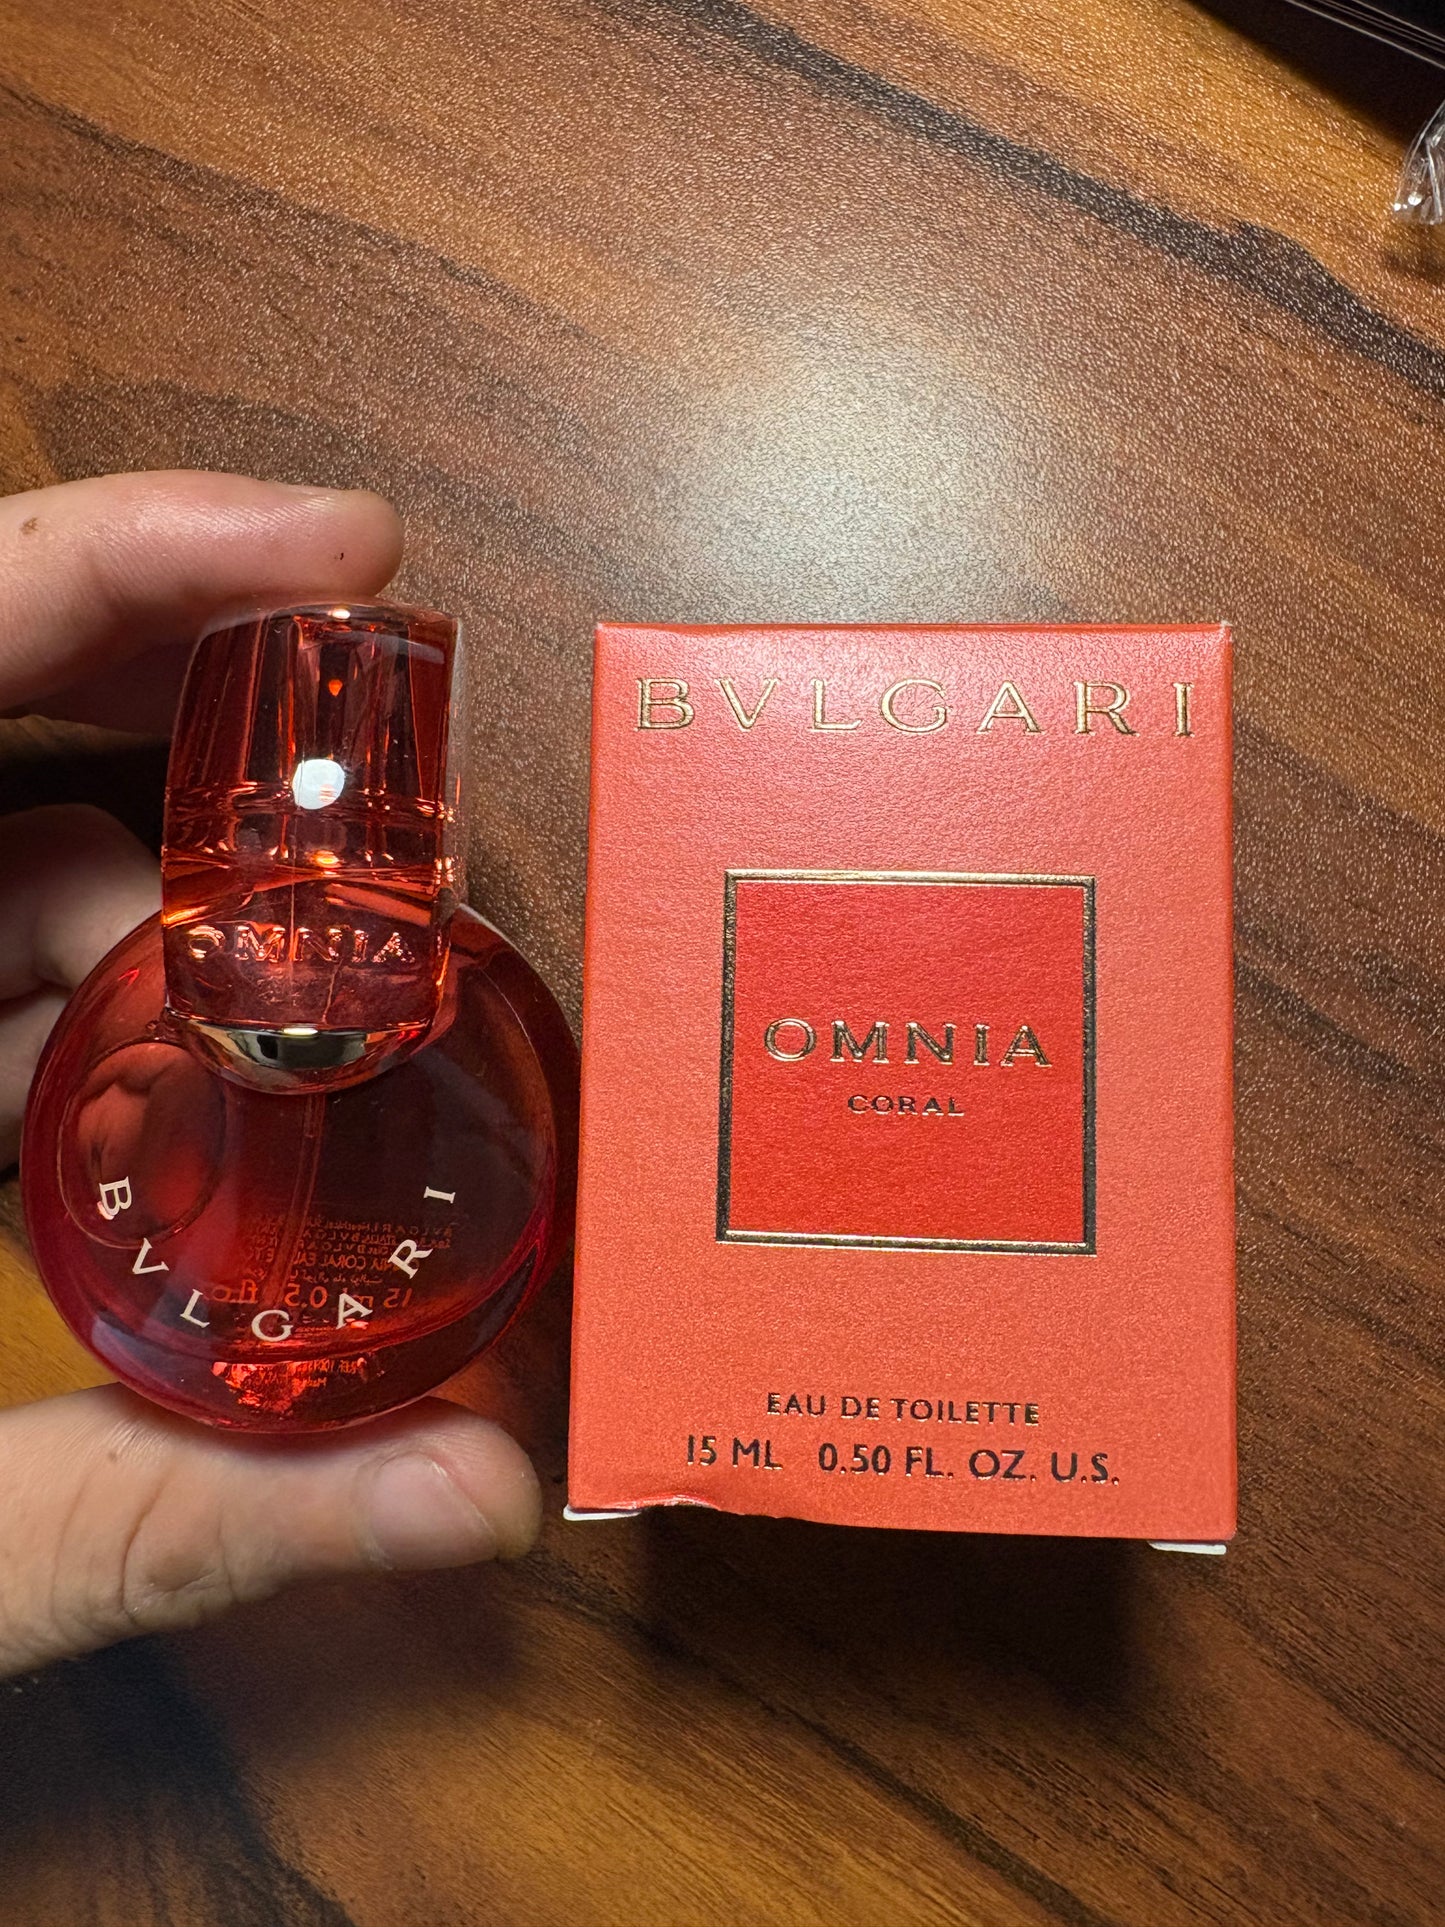 OMNIA
BVLGARI
BVLGARI
OMNIA
CORAL
EAU DE TOILETTE
15 ML 0.50 FL. OZ. U.S.